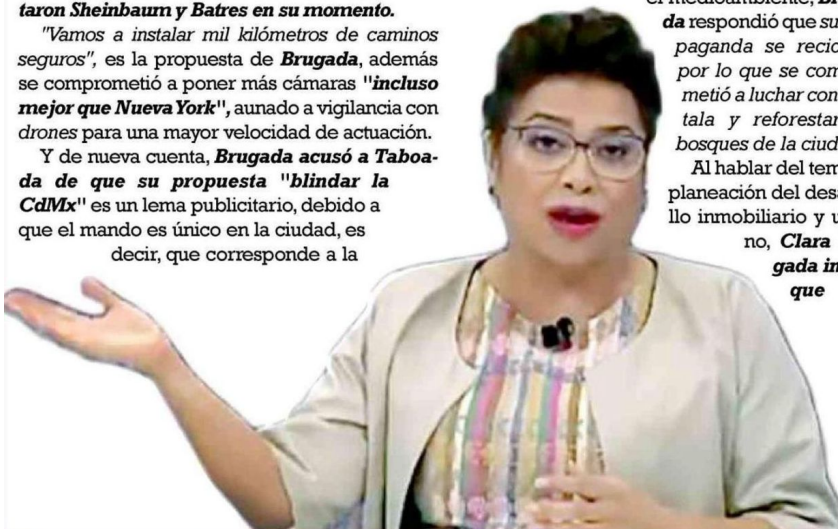 taron Sheinbaum y Batres en su momento.
"Vamos a instalar mil kilómetros de caminos
seguros", es la propuesta de Brugada, además
se comprometió a poner más cámaras "incluso
mejor que Nueva York", aunado a vigilancia con
drones para una mayor velocidad de actuación.
Y de nueva cuenta, Brugada acusó a Taboa-
da de que su propuesta "blindar la
CdMx" es un lema publicitario, debido a
que el mando es único en la ciudad, es
decir, que corresponde a la
el medioambiente,
da respondió que su
paganda se recic
por lo que se com
metió a luchar con
tala y reforestar
bosques de la ciud
Al hablar del tem
planeación del desa
llo inmobiliario y u
no, Clara
gada in
que